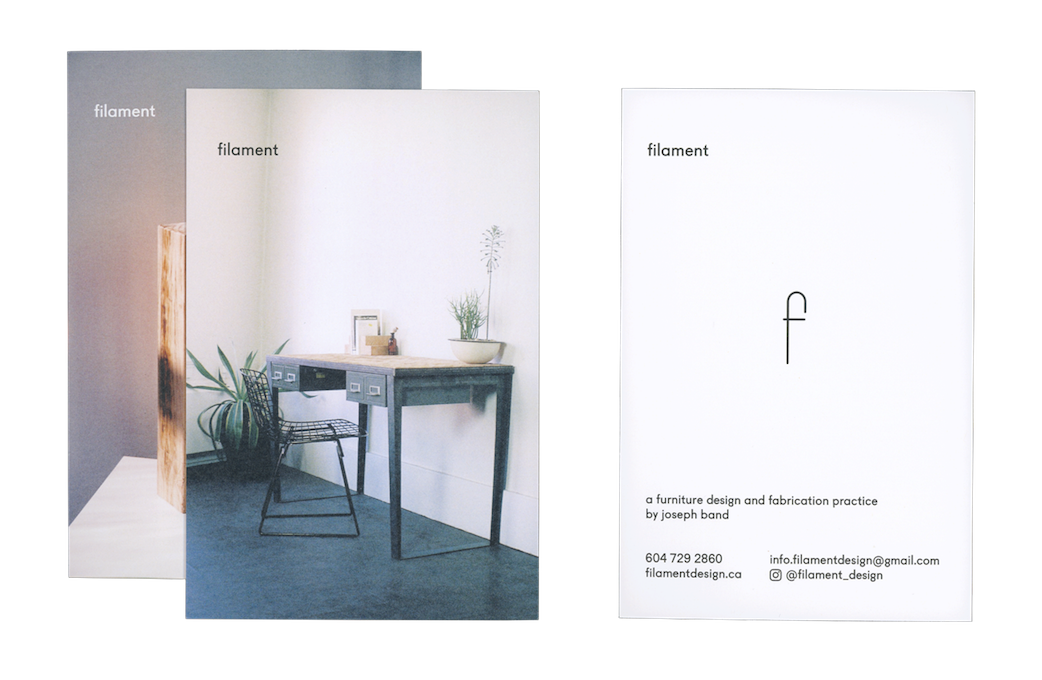 filament
filament
filament
f
a furniture design and fabrication practice
by joseph band
604 729 2860
filamentdesign.ca
info.filamentdesign@gmail.com
@filament_design